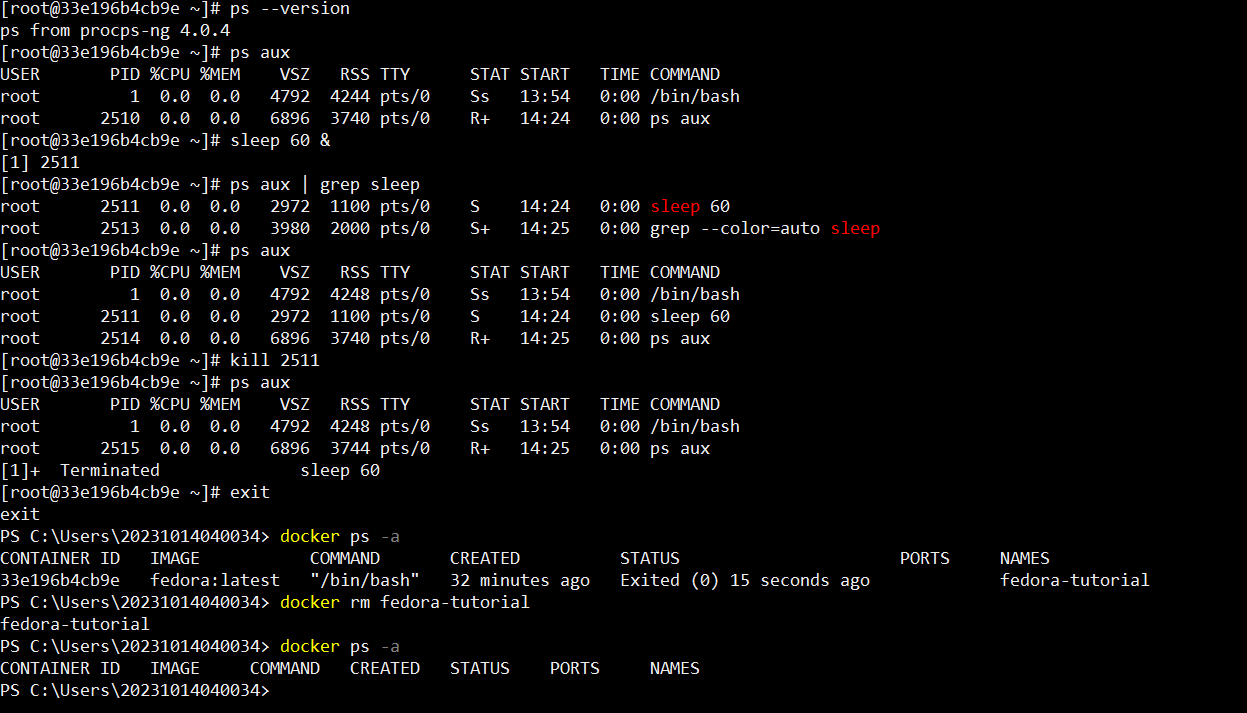 [root@33e196b4cb9e ~]# ps --version
ps from procps-ng 4.0.4
[root@33e196b4cb9e ~]# ps aux
USER       PID %CPU %MEM    VSZ   RSS TTY      STAT START   TIME COMMAND
root         1  0.0  0.0   4792  4244 pts/0    Ss   13:54   0:00 /bin/bash
root      2510  0.0  0.0   6896  3740 pts/0    R+   14:24   0:00 ps aux
[root@33e196b4cb9e ~]# sleep 60 &
[1] 2511
[root@33e196b4cb9e ~]# ps aux | grep sleep
root      2511  0.0  0.0   2972  1100 pts/0    S    14:24   0:00 sleep 60
root      2513  0.0  0.0   3980  2000 pts/0    S+   14:25   0:00 grep --color=auto sleep
[root@33e196b4cb9e ~]# ps aux
USER       PID %CPU %MEM    VSZ   RSS TTY      STAT START   TIME COMMAND
root         1  0.0  0.0   4792  4248 pts/0    Ss   13:54   0:00 /bin/bash
root      2511  0.0  0.0   2972  1100 pts/0    S    14:24   0:00 sleep 60
root      2514  0.0  0.0   6896  3740 pts/0    R+   14:25   0:00 ps aux
[root@33e196b4cb9e ~]# kill 2511
[root@33e196b4cb9e ~]# ps aux
USER       PID %CPU %MEM    VSZ   RSS TTY      STAT START   TIME COMMAND
root         1  0.0  0.0   4792  4248 pts/0    Ss   13:54   0:00 /bin/bash
root      2515  0.0  0.0   6896  3744 pts/0    R+   14:25   0:00 ps aux
[1]+  Terminated              sleep 60
[root@33e196b4cb9e ~]# exit
exit
PS C:\Users\20231014040034> docker ps -a
CONTAINER ID   IMAGE           COMMAND       CREATED          STATUS                      PORTS     NAMES
33e196b4cb9e   fedora:latest   "/bin/bash"   32 minutes ago   Exited (0) 15 seconds ago             fedora-tutorial
PS C:\Users\20231014040034> docker rm fedora-tutorial
fedora-tutorial
PS C:\Users\20231014040034> docker ps -a
CONTAINER ID   IMAGE     COMMAND   CREATED   STATUS    PORTS     NAMES
PS C:\Users\20231014040034>